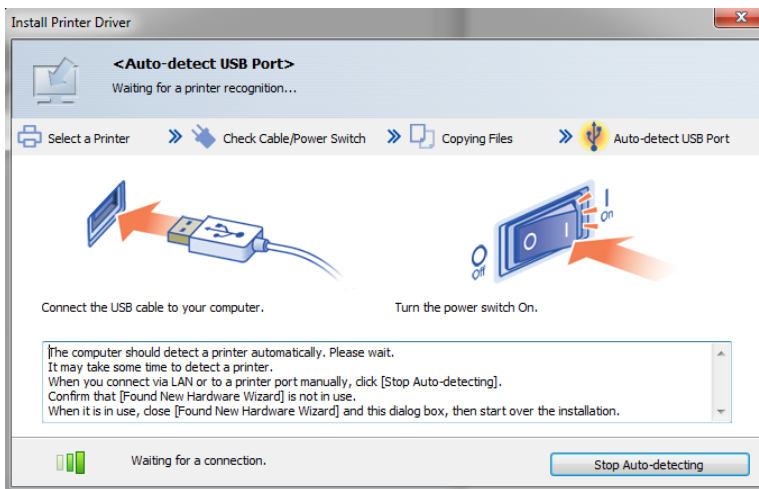 Install Printer Driver
<Auto-detect USB Port>
Waiting for a printer recognition...
Select a Printer » Check Cable/Power Switch » Copying Files » Auto-detect USB Port
On
Off
Connect the USB cable to your computer. Turn the power switch On.
The computer should detect a printer automatically. Please wait.
It may take some time to detect a printer.
When you connect via LAN or to a printer port manually, click [Stop Auto-detecting].
Confirm that [Found New Hardware Wizard] is not in use.
When it is in use, close [Found New Hardware Wizard] and this dialog box, then start over the installation.
Waiting for a connection. Stop Auto-detecting